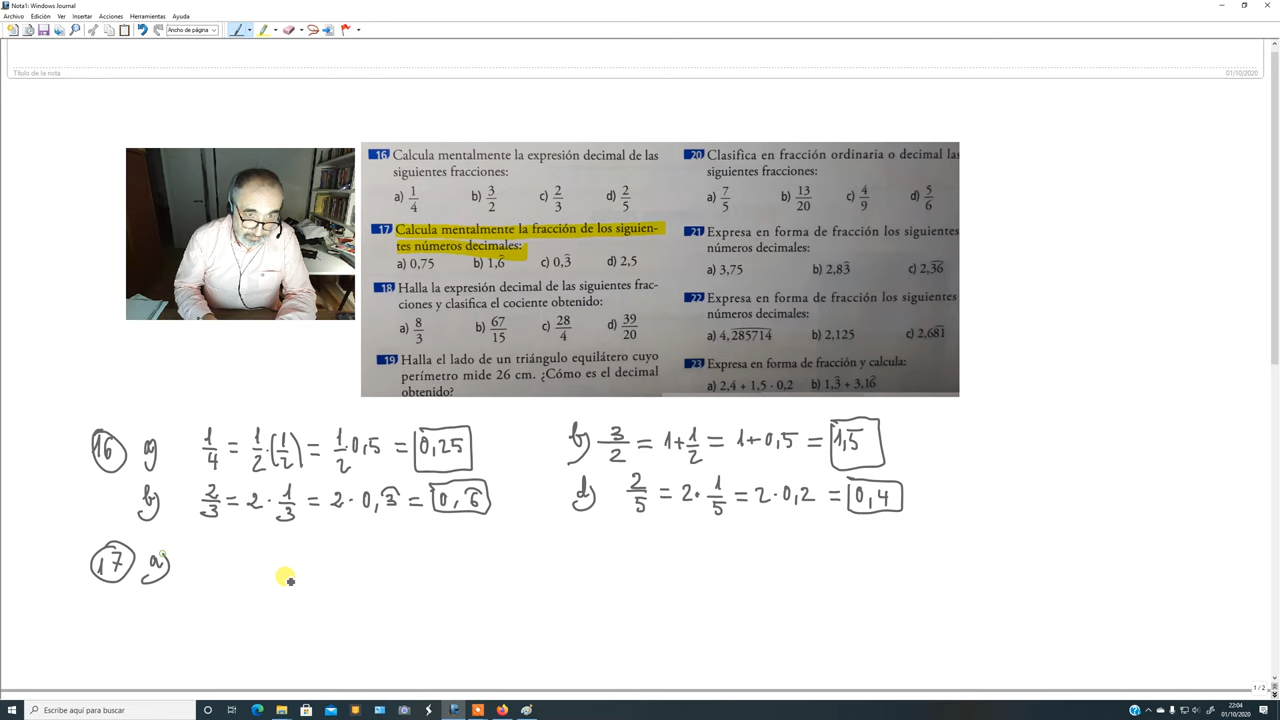 Nota1: Windows Journal
Archivo Edición Ver Insertar Acciones Herramientas Ayuda
Ancho de página
Título de la nota
01/10/2020
16 Calcula mentalmente la expresión decimal de las
siguientes fracciones:
a) 1/4 b) 3/2 c) 2/3 d) 2/5
17 Calcula mentalmente la fracción de los siguien-
tes números decimales:
a) 0,75 b) 1,6̂ c) 0,3̂ d) 2,5
18 Halla la expresión decimal de las siguientes frac-
ciones y clasifica el cociente obtenido:
a) 8/3 b) 67/15 c) 28/4 d) 39/20
19 Halla el lado de un triángulo equilátero cuyo
perímetro mide 26 cm. ¿Cómo es el decimal
obtenido?
20 Clasifica en fracción ordinaria o decimal las
siguientes fracciones:
a) 7/5 b) 13/20 c) 4/9 d) 5/6
21 Expresa en forma de fracción los siguientes
números decimales:
a) 3,75 b) 2,83̂ c) 2,3͡6
22 Expresa en forma de fracción los siguientes
números decimales:
a) 4,2͡85714 b) 2,125 c) 2,68͡1
23 Expresa en forma de fracción y calcula:
a) 2,4 + 1,5 · 0,2 b) 1,3̂ + 3,16̂
16 a) 1/4 = 1/2·(1/2) = 1/2·0,5 = 0,25
b) 3/2 = 1+1/2 = 1+0,5 = 1,5
b) 2/3 = 2·1/3 = 2·0,3̂ = 0,6̂
d) 2/5 = 2·1/5 = 2·0,2 = 0,4
17 a)
1 / 2
Escribe aquí para buscar
22:04
01/10/2020